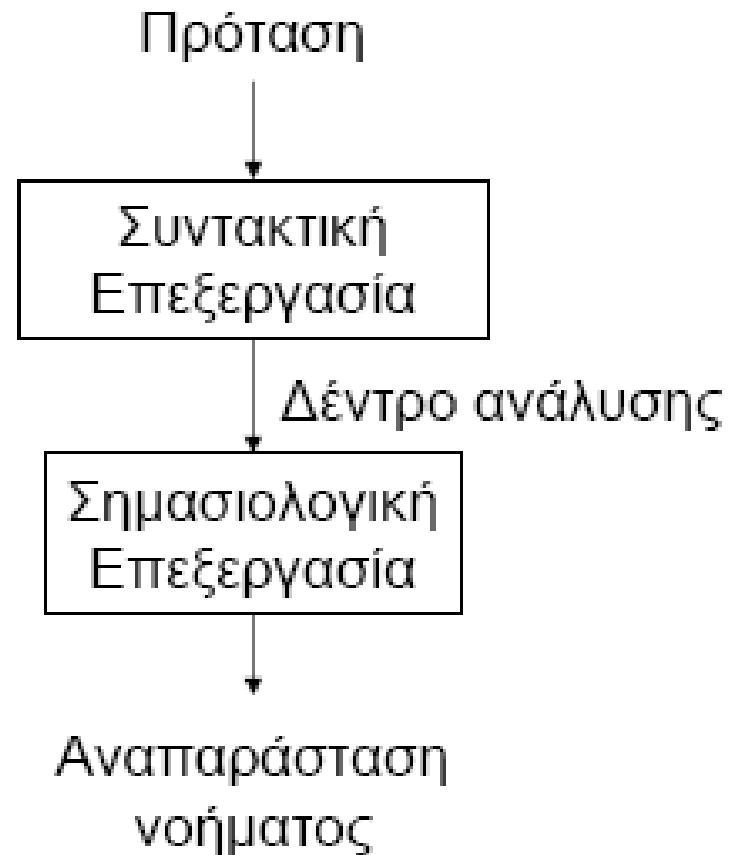 Πρόταση
Συντακτική
Επεξεργασία
Δέντρο ανάλυσης
Σημασιολογική
Επεξεργασία
Αναπαράσταση
νοήματος